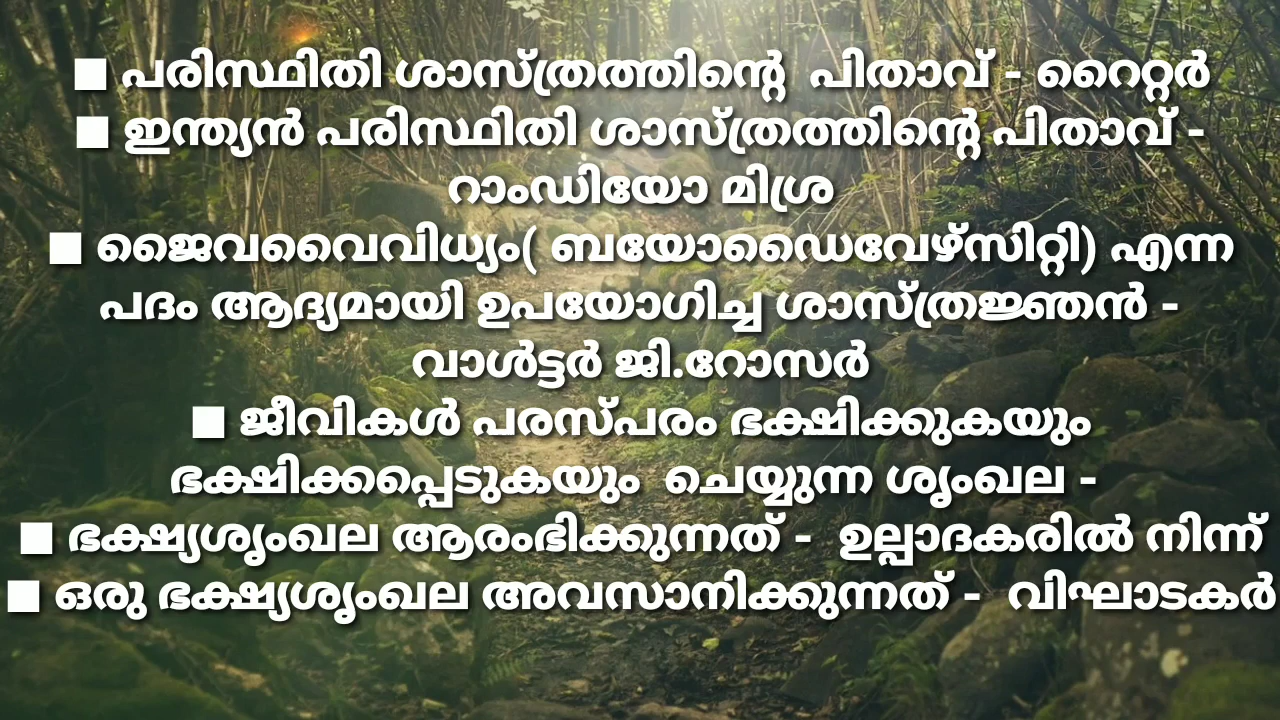 ■ പരിസ്ഥിതി ശാസ്ത്രത്തിന്റെ പിതാവ് - റൈറ്റർ
■ ഇന്ത്യൻ പരിസ്ഥിതി ശാസ്ത്രത്തിന്റെ പിതാവ് -
റാംഡിയോ മിശ്ര
■ ജൈവവൈവിധ്യം( ബയോഡൈവേഴ്സിറ്റി) എന്ന
പദം ആദ്യമായി ഉപയോഗിച്ച ശാസ്ത്രജ്ഞൻ -
വാൾട്ടർ ജി.റോസർ
■ ജീവികൾ പരസ്പരം ഭക്ഷിക്കുകയും
ഭക്ഷിക്കപ്പെടുകയും ചെയ്യുന്ന ശൃംഖല -
■ ഭക്ഷ്യശൃംഖല ആരംഭിക്കുന്നത് - ഉല്പാദകരിൽ നിന്ന്
■ ഒരു ഭക്ഷ്യശൃംഖല അവസാനിക്കുന്നത് - വിഘാടകർ